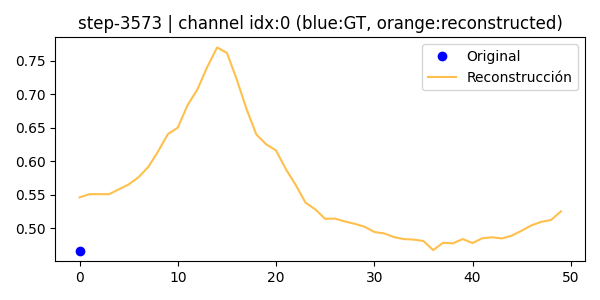 step-3573 | channel idx:0 (blue:GT, orange:reconstructed)
Original
Reconstrucción
0.75
0.70
0.65
0.60
0.55
0.50
0 10 20 30 40 50